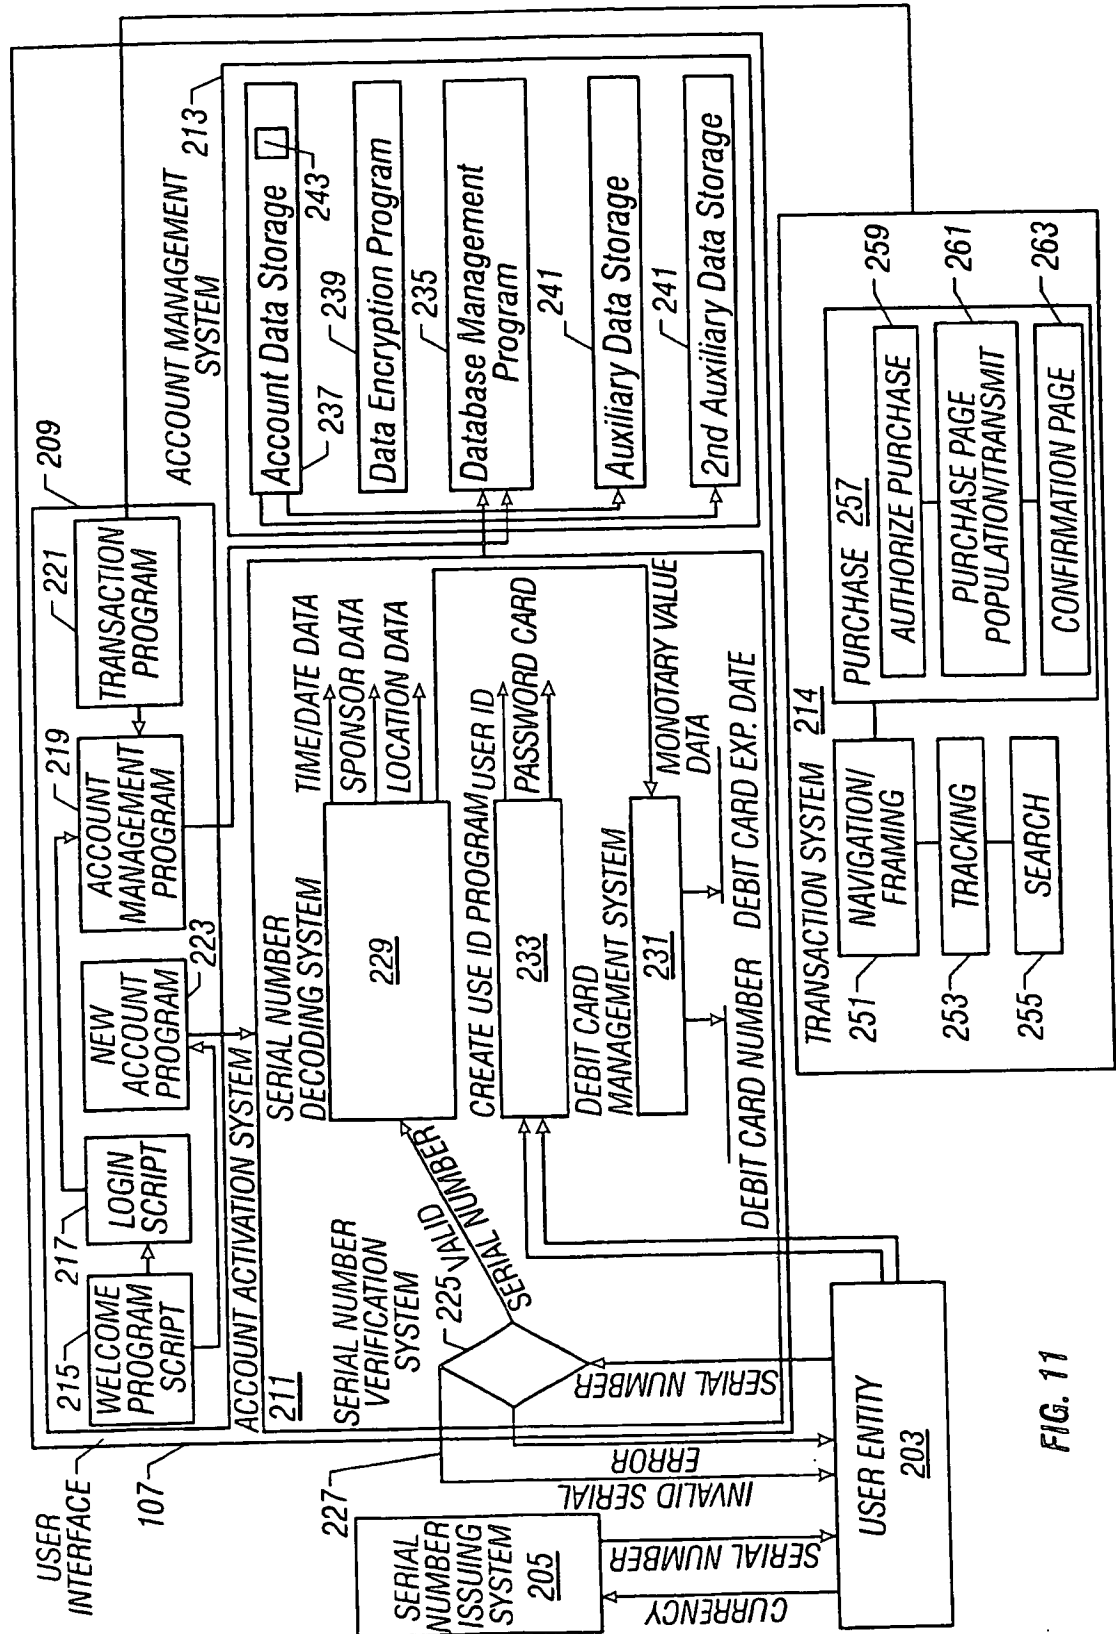 USER
INTERFACE
107
209
215
WELCOME
PROGRAM
SCRIPT
217
LOGIN
SCRIPT
NEW
ACCOUNT
PROGRAM
223
219
ACCOUNT
MANAGEMENT
PROGRAM
221
TRANSACTION
PROGRAM
ACCOUNT MANAGEMENT
SYSTEM
213
Account Data Storage
243
237
Data Encryption Program
239
235
Database Management
Program
241
Auxiliary Data Storage
241
2nd Auxiliary Data Storage
ACCOUNT ACTIVATION SYSTEM
211
SERIAL NUMBER
VERIFICATION
SYSTEM
225
VALID
SERIAL NUMBER
SERIAL NUMBER
DECODING SYSTEM
229
TIME/DATE DATA
SPONSOR DATA
LOCATION DATA
CREATE USE ID PROGRAM
233
USER ID
PASSWORD CARD
DEBIT CARD
MANAGEMENT SYSTEM
231
MONOTARY VALUE
DATA
DEBIT CARD NUMBER
DEBIT CARD EXP. DATE
227
SERIAL NUMBER
ERROR
INVALID SERIAL
SERIAL
NUMBER
ISSUING
SYSTEM
205
SERIAL NUMBER
CURRENCY
USER ENTITY
203
TRANSACTION SYSTEM 214
NAVIGATION/
FRAMING
251
TRACKING
253
SEARCH
255
PURCHASE 257
AUTHORIZE PURCHASE
259
PURCHASE PAGE
POPULATION/TRANSMIT
261
CONFIRMATION PAGE
263
FIG. 11